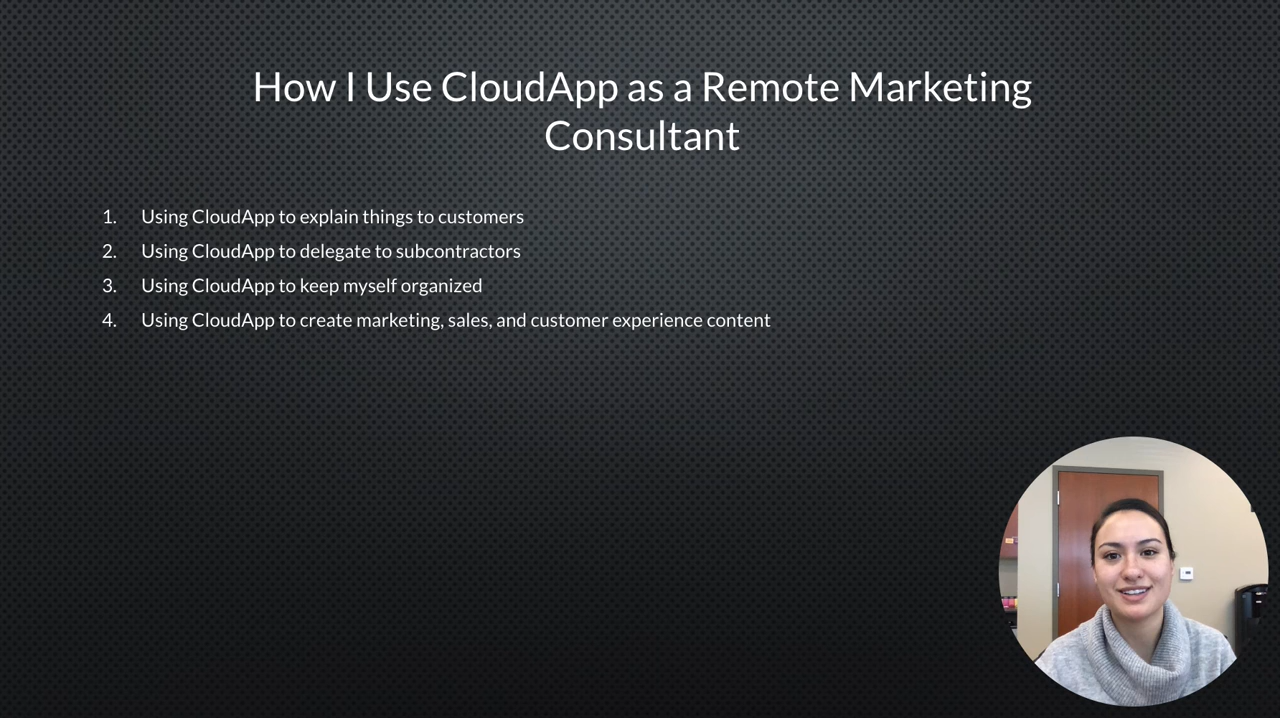 How I Use CloudApp as a Remote Marketing
Consultant
1. Using CloudApp to explain things to customers
2. Using CloudApp to delegate to subcontractors
3. Using CloudApp to keep myself organized
4. Using CloudApp to create marketing, sales, and customer experience content